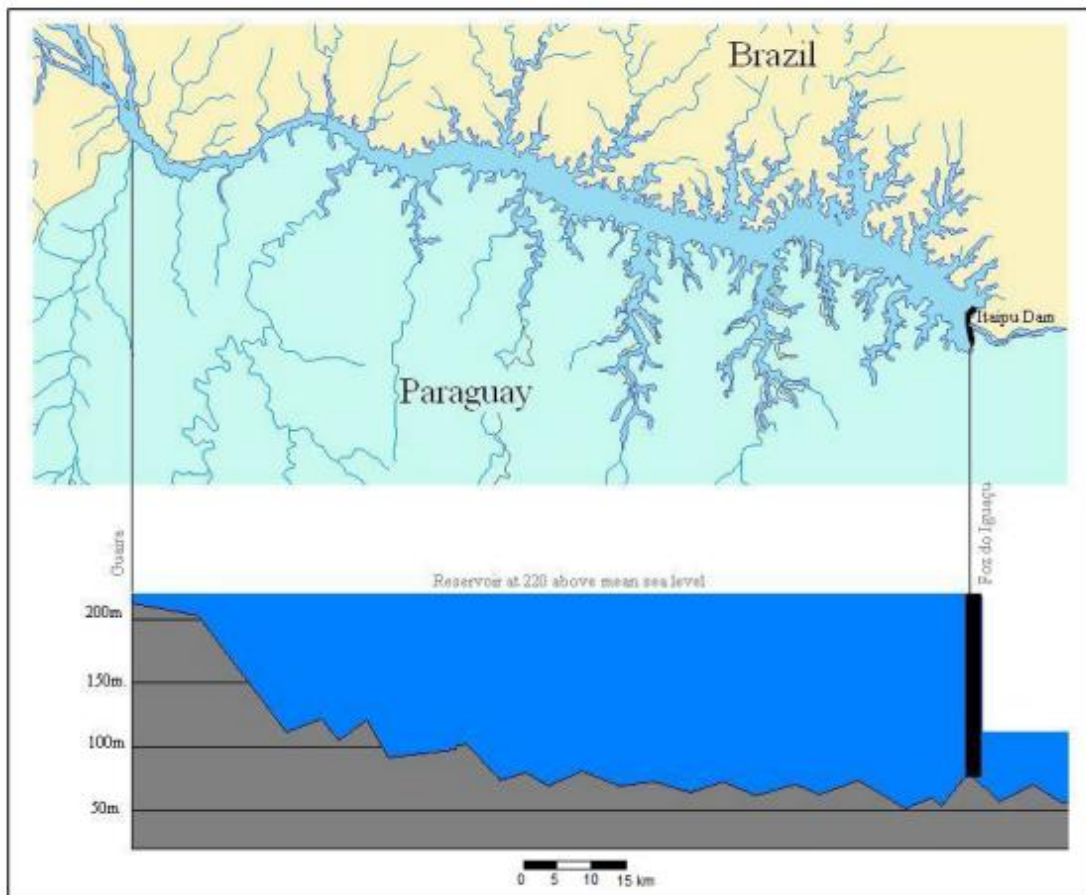 Brazil
Itaipu Dam
Paraguay
Guaira
Foz do Iguaçu
Reservoir at 220 above mean sea level
200m.
150m.
100m.
50m.
0 5 10 15 km